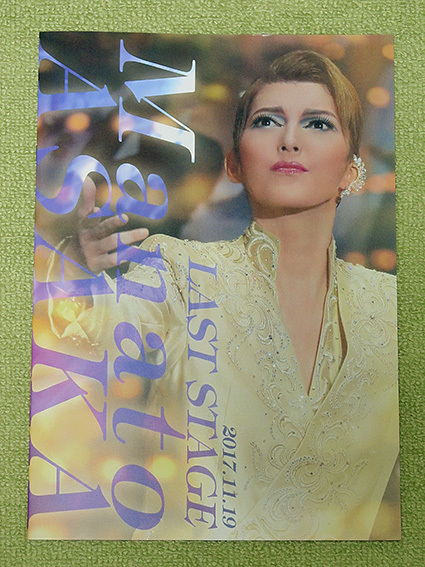 Manato
ASAKA
LAST STAGE
2017.11.19